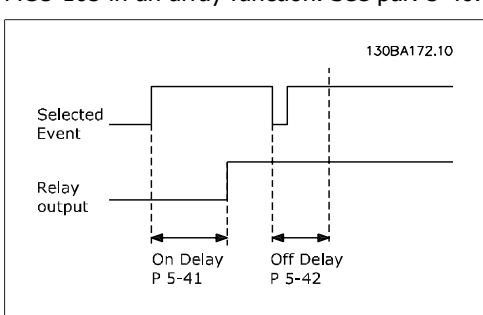 130BA172.10
Selected
Event
Relay
output
On Delay
P 5-41
Off Delay
P 5-42